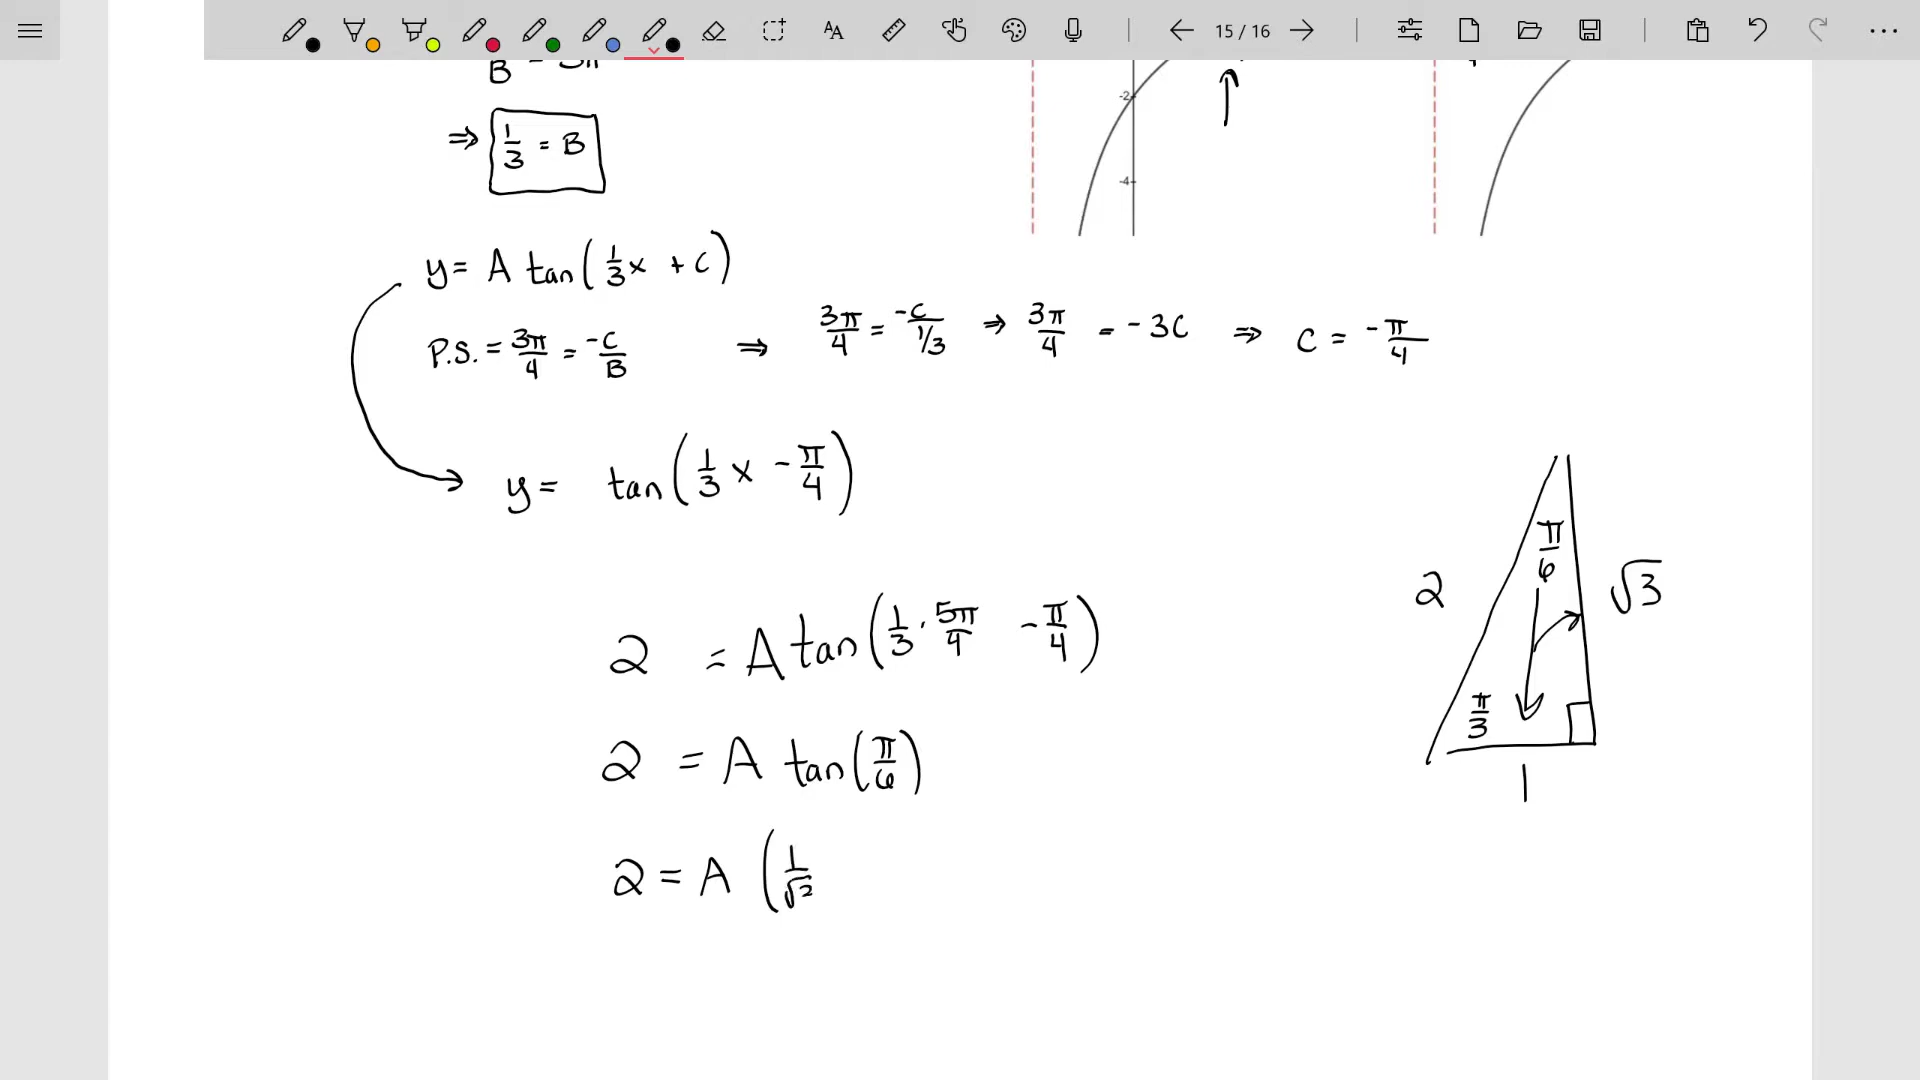 15 / 16
B = 3π
⇒ 1/3 = B
-2
-4
y = A tan(1/3 x + C)
P.S. = 3π/4 = -C/B ⇒ 3π/4 = -C/1/3 ⇒ 3π/4 = -3C ⇒ C = -π/4
y = tan(1/3 x - π/4)
2 = A tan(1/3 · 5π/4 - π/4)
2 = A tan(π/6)
2 = A (1/√2
π/6
2
√3
π/3
1